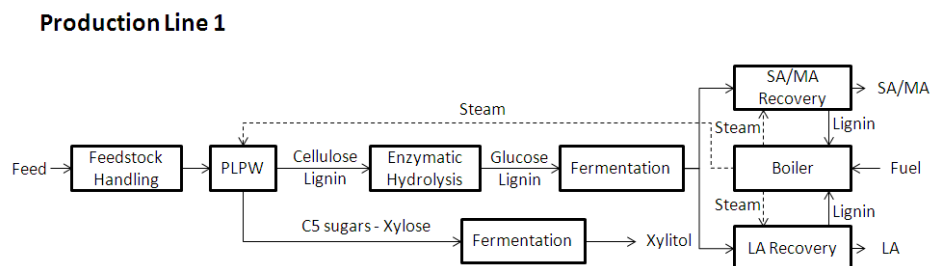 Production Line 1
SA/MA
Recovery
SA/MA
Steam
Steam
Lignin
Feed
Feedstock
Handling
PLPW
Cellulose
Lignin
Enzymatic
Hydrolysis
Glucose
Lignin
Fermentation
Boiler
Fuel
Steam
Lignin
C5 sugars - Xylose
Fermentation
Xylitol
LA Recovery
LA